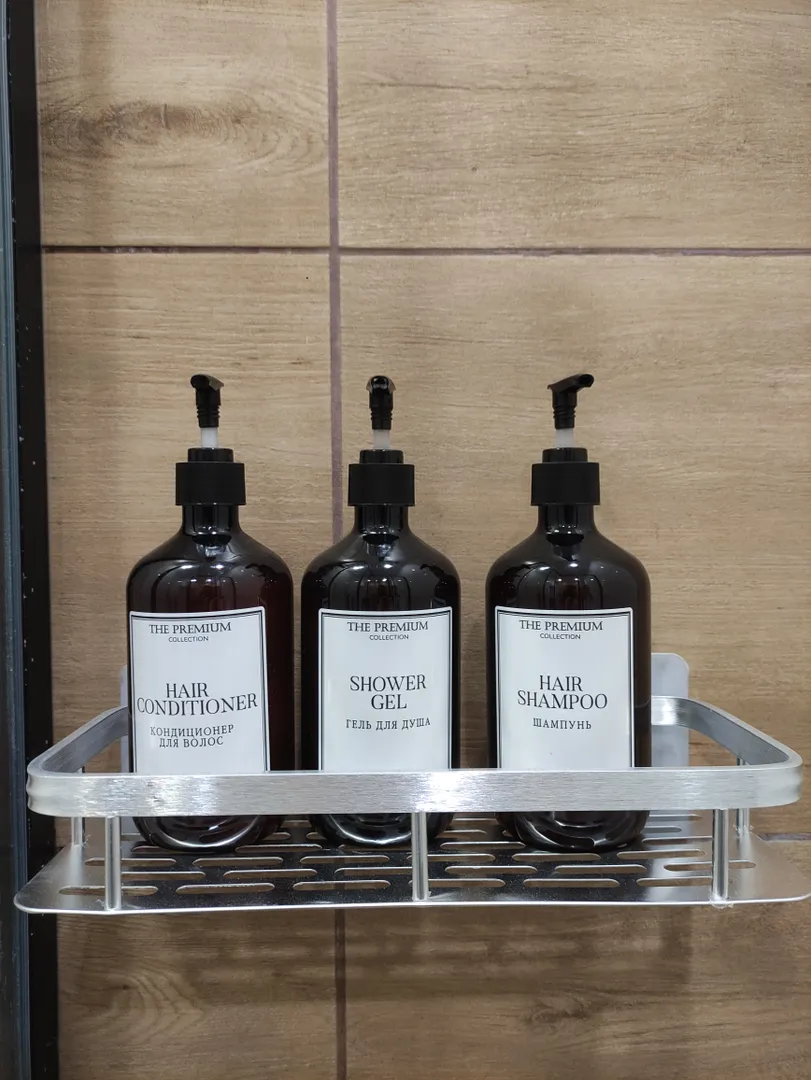 THE PREMIUM
COLLECTION
HAIR
CONDITIONER
КОНДИЦИОНЕР
ДЛЯ ВОЛОС
THE PREMIUM
COLLECTION
SHOWER
GEL
ГЕЛЬ ДЛЯ ДУША
THE PREMIUM
COLLECTION
HAIR
SHAMPOO
ШАМПУНЬ